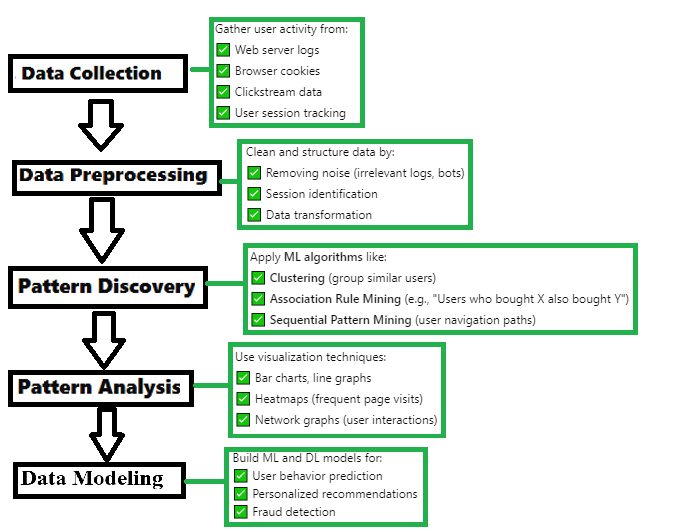 Gather user activity from:
Web server logs
Data Collection
Browser cookies
Clickstream data
User session tracking
Clean and structure data by:
Data Preprocessing
Removing noise (irrelevant logs, bots)
Session identification
Data transformation
Apply ML algorithms like:
Pattern Discovery
Clustering (group similar users)
Association Rule Mining (e.g., "Users who bought X also bought Y")
Sequential Pattern Mining (user navigation paths)
Use visualization techniques:
Pattern Analysis
Bar charts, line graphs
Heatmaps (frequent page visits)
Network graphs (user interactions)
Build ML and DL models for:
Data Modeling
User behavior prediction
Personalized recommendations
Fraud detection